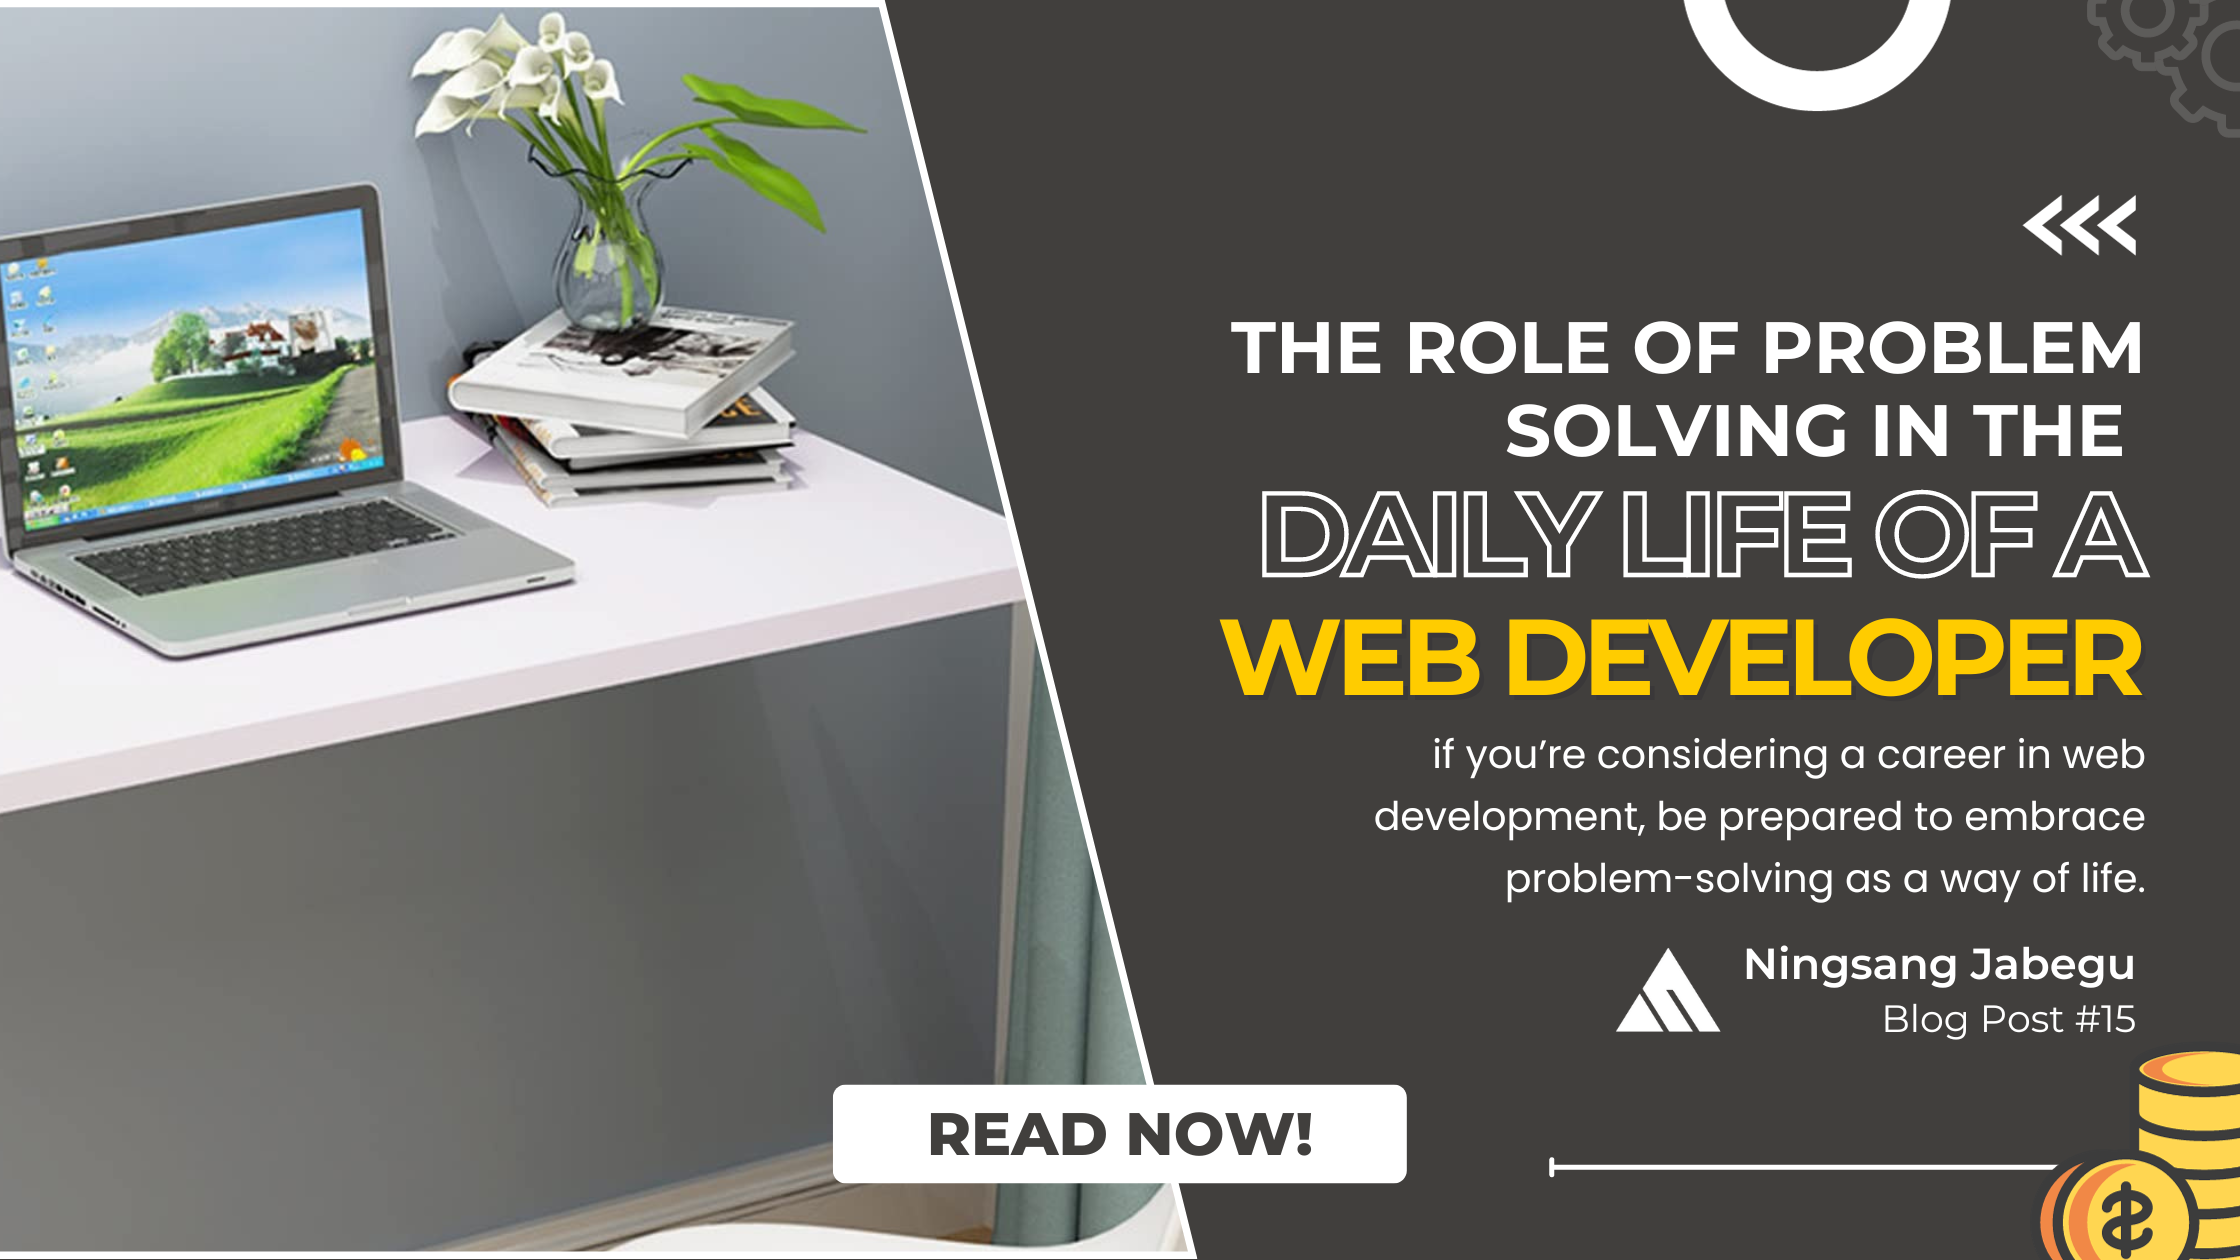 THE ROLE OF PROBLEM
SOLVING IN THE
DAILY LIFE OF A
WEB DEVELOPER
if you’re considering a career in web
development, be prepared to embrace
problem-solving as a way of life.
Ningsang Jabegu
Blog Post #15
READ NOW!